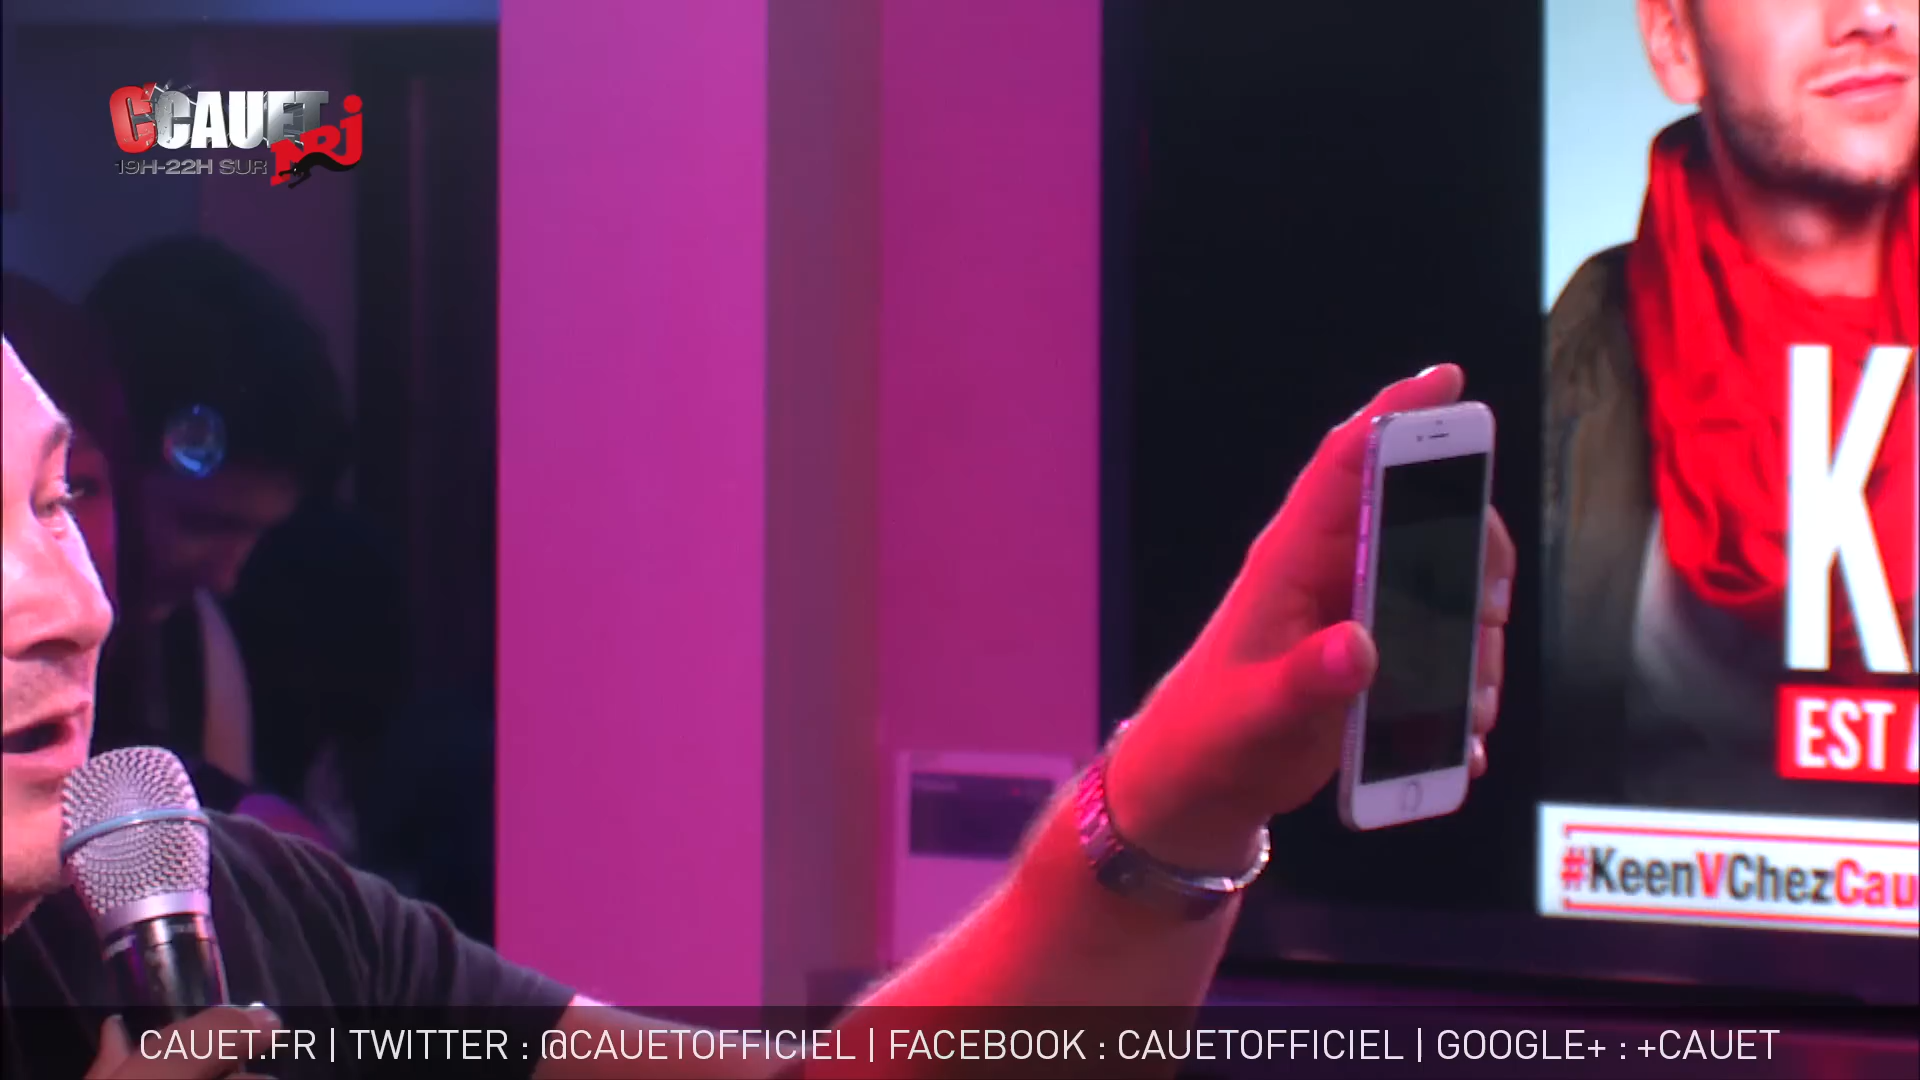 C'CAUET
19H-22H SUR NRJ
K
EST
#KeenVChezCau
CAUET.FR | TWITTER : @CAUETOFFICIEL | FACEBOOK : CAUETOFFICIEL | GOOGLE+ : +CAUET